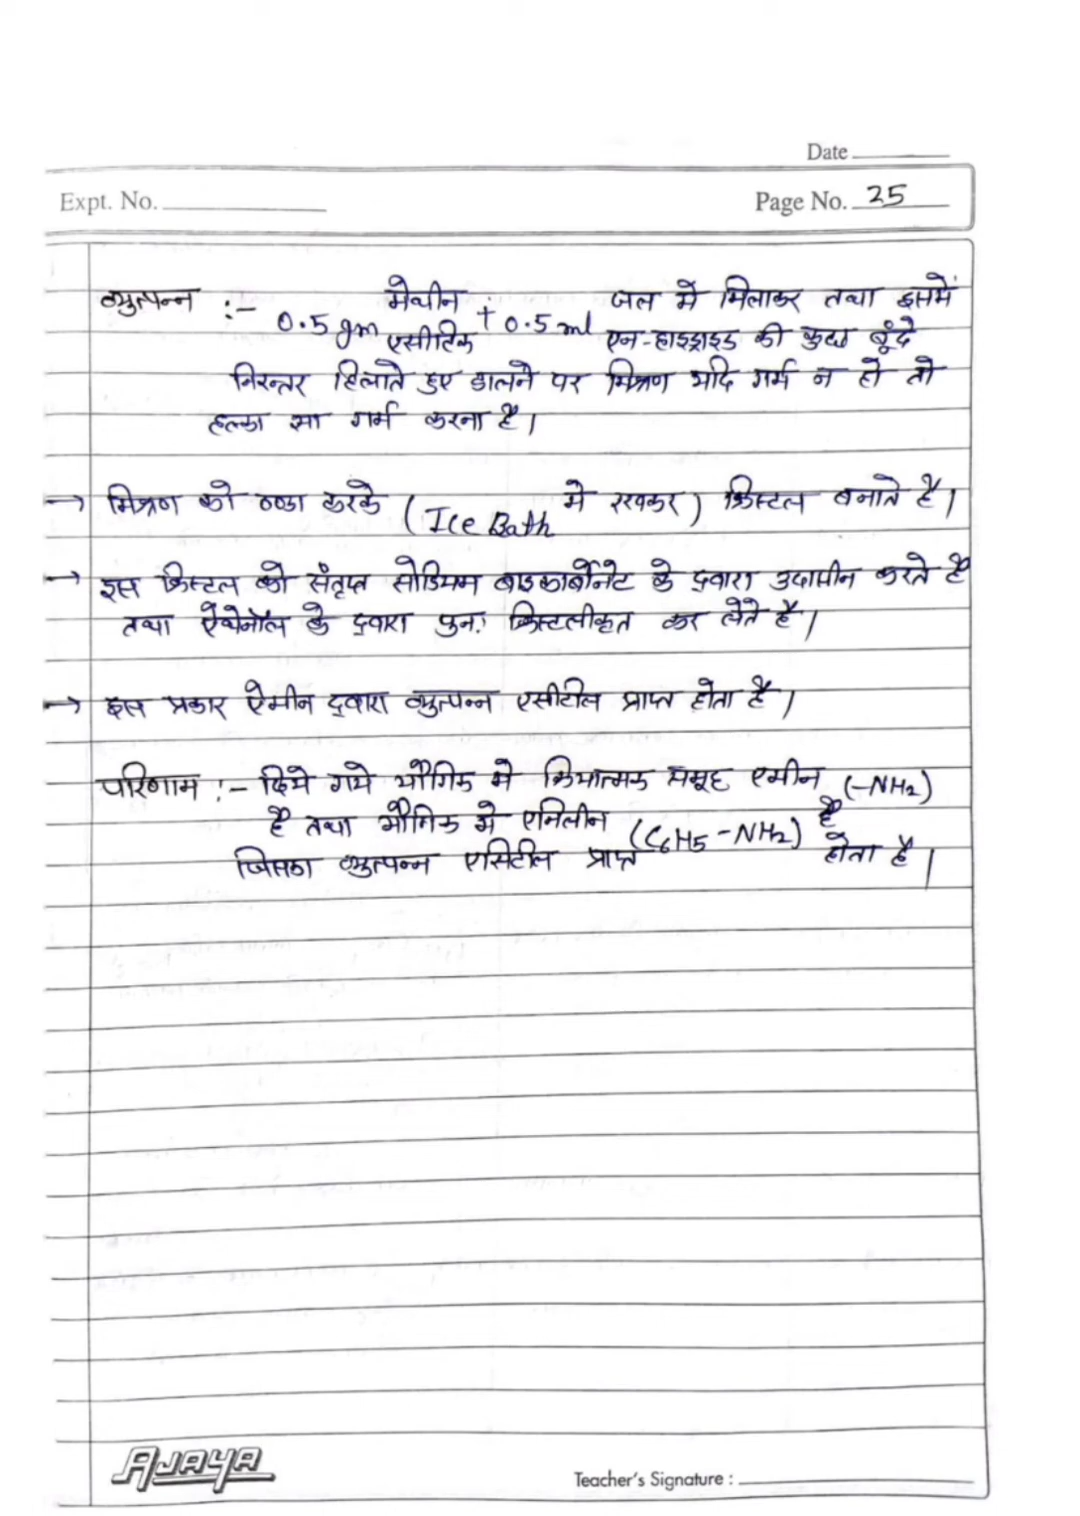 Date
Expt. No.
Page No. 25
व्युत्पन्न :- 0.5 gm मेथीन + 0.5 ml जल में मिलाकर तथा इसमें
एसीटिक एन-हाइड्राइड की कुछ बूंदे
निरन्तर हिलाते हुए डालने पर मिश्रण यदि गर्म न हो तो
हल्का सा गर्म करना है।
→ मिश्रण को ठण्डा करके (Ice Bath में रखकर) क्रिस्टल बनाते है।
→ इस क्रिस्टल को संतृप्त सोडियम बाइकार्बोनेट के द्वारा उदासीन करते है
तथा ऐथेनॉल के द्वारा पुनः क्रिस्टलीकृत कर लेते है।
→ इस प्रकार ऐमीन द्वारा व्युत्पन्न एसीटील प्राप्त होता है।
परिणाम :- दिये गये यौगिक मे क्रियात्मक समूह एमीन (-NH2)
है तथा यौगिक मे एनिलीन (C6H5-NH2) है
जिसका व्युत्पन्न एसिटील प्राप्त होता है।
AJAYA
Teacher's Signature :